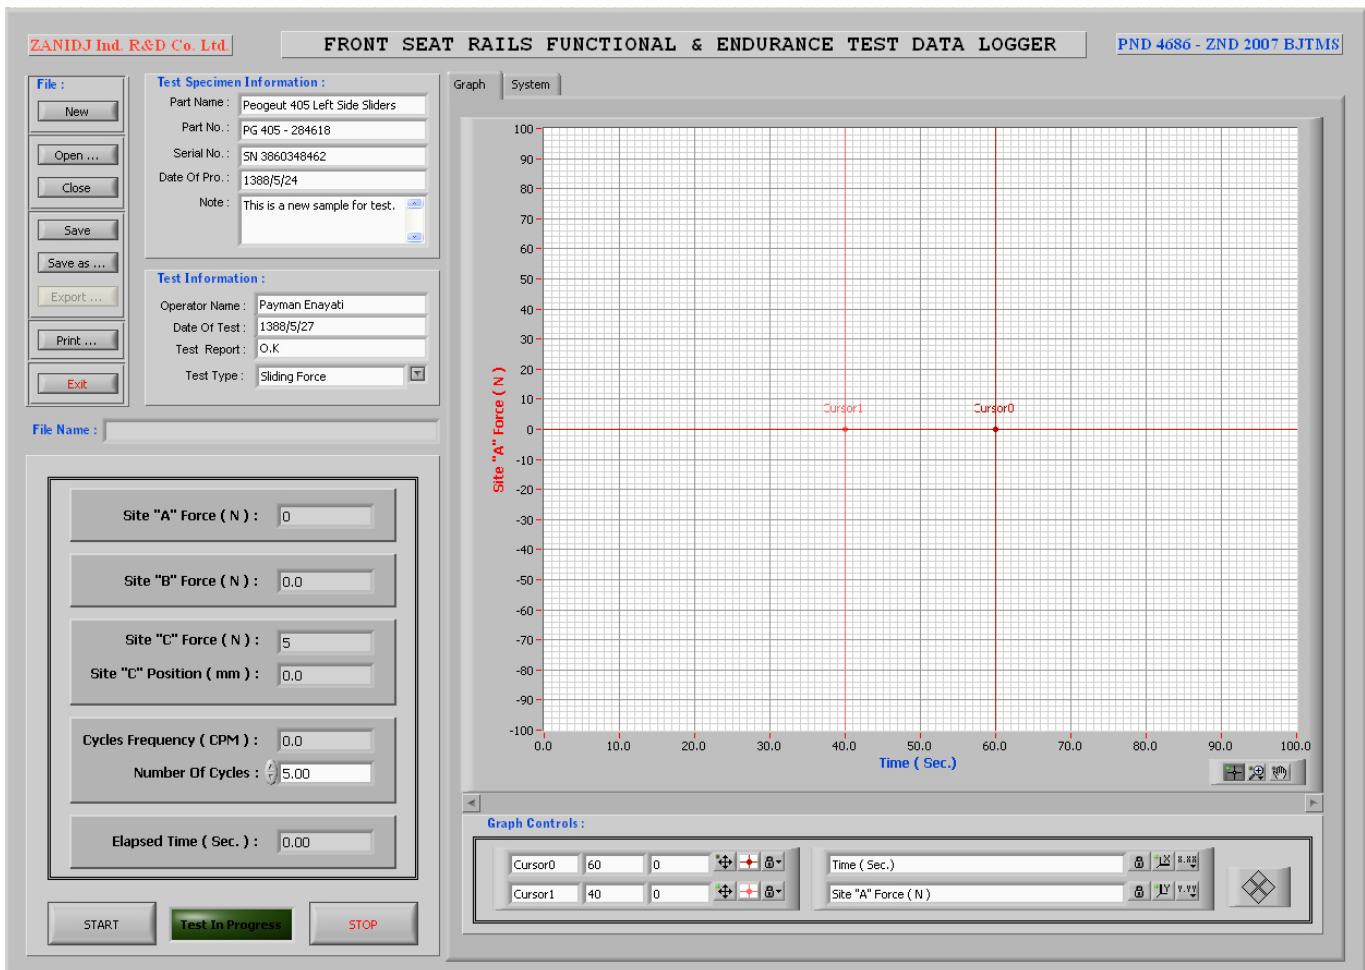 ZANIDJ Ind. R&D Co. Ltd.
FRONT SEAT RAILS FUNCTIONAL & ENDURANCE TEST DATA LOGGER
PND 4686 - ZND 2007 BJTMS
File :
New
Open ...
Close
Save
Save as ...
Export ...
Print ...
Exit
Test Specimen Information :
Part Name : Peogeut 405 Left Side Sliders
Part No. : PG 405 - 284618
Serial No. : SN 3860348462
Date Of Pro. : 1388/5/24
Note : This is a new sample for test.
Test Information :
Operator Name : Payman Enayati
Date Of Test : 1388/5/27
Test Report : O.K
Test Type : Sliding Force
File Name :
Site "A" Force ( N ) : 0
Site "B" Force ( N ) : 0.0
Site "C" Force ( N ) : 5
Site "C" Position ( mm ) : 0.0
Cycles Frequency ( CPM ) : 0.0
Number Of Cycles : 5.00
Elapsed Time ( Sec. ) : 0.00
START
Test In Progress
STOP
Graph
System
100
90
80
70
60
50
40
30
20
10
0
-10
-20
-30
-40
-50
-60
-70
-80
-90
-100
Site "A" Force ( N )
Cursor1
Cursor0
0.0 10.0 20.0 30.0 40.0 50.0 60.0 70.0 80.0 90.0 100.0
Time ( Sec.)
Graph Controls :
Cursor0 60 0
Cursor1 40 0
Time ( Sec.) X X.XX
Site "A" Force ( N ) Y Y.YY